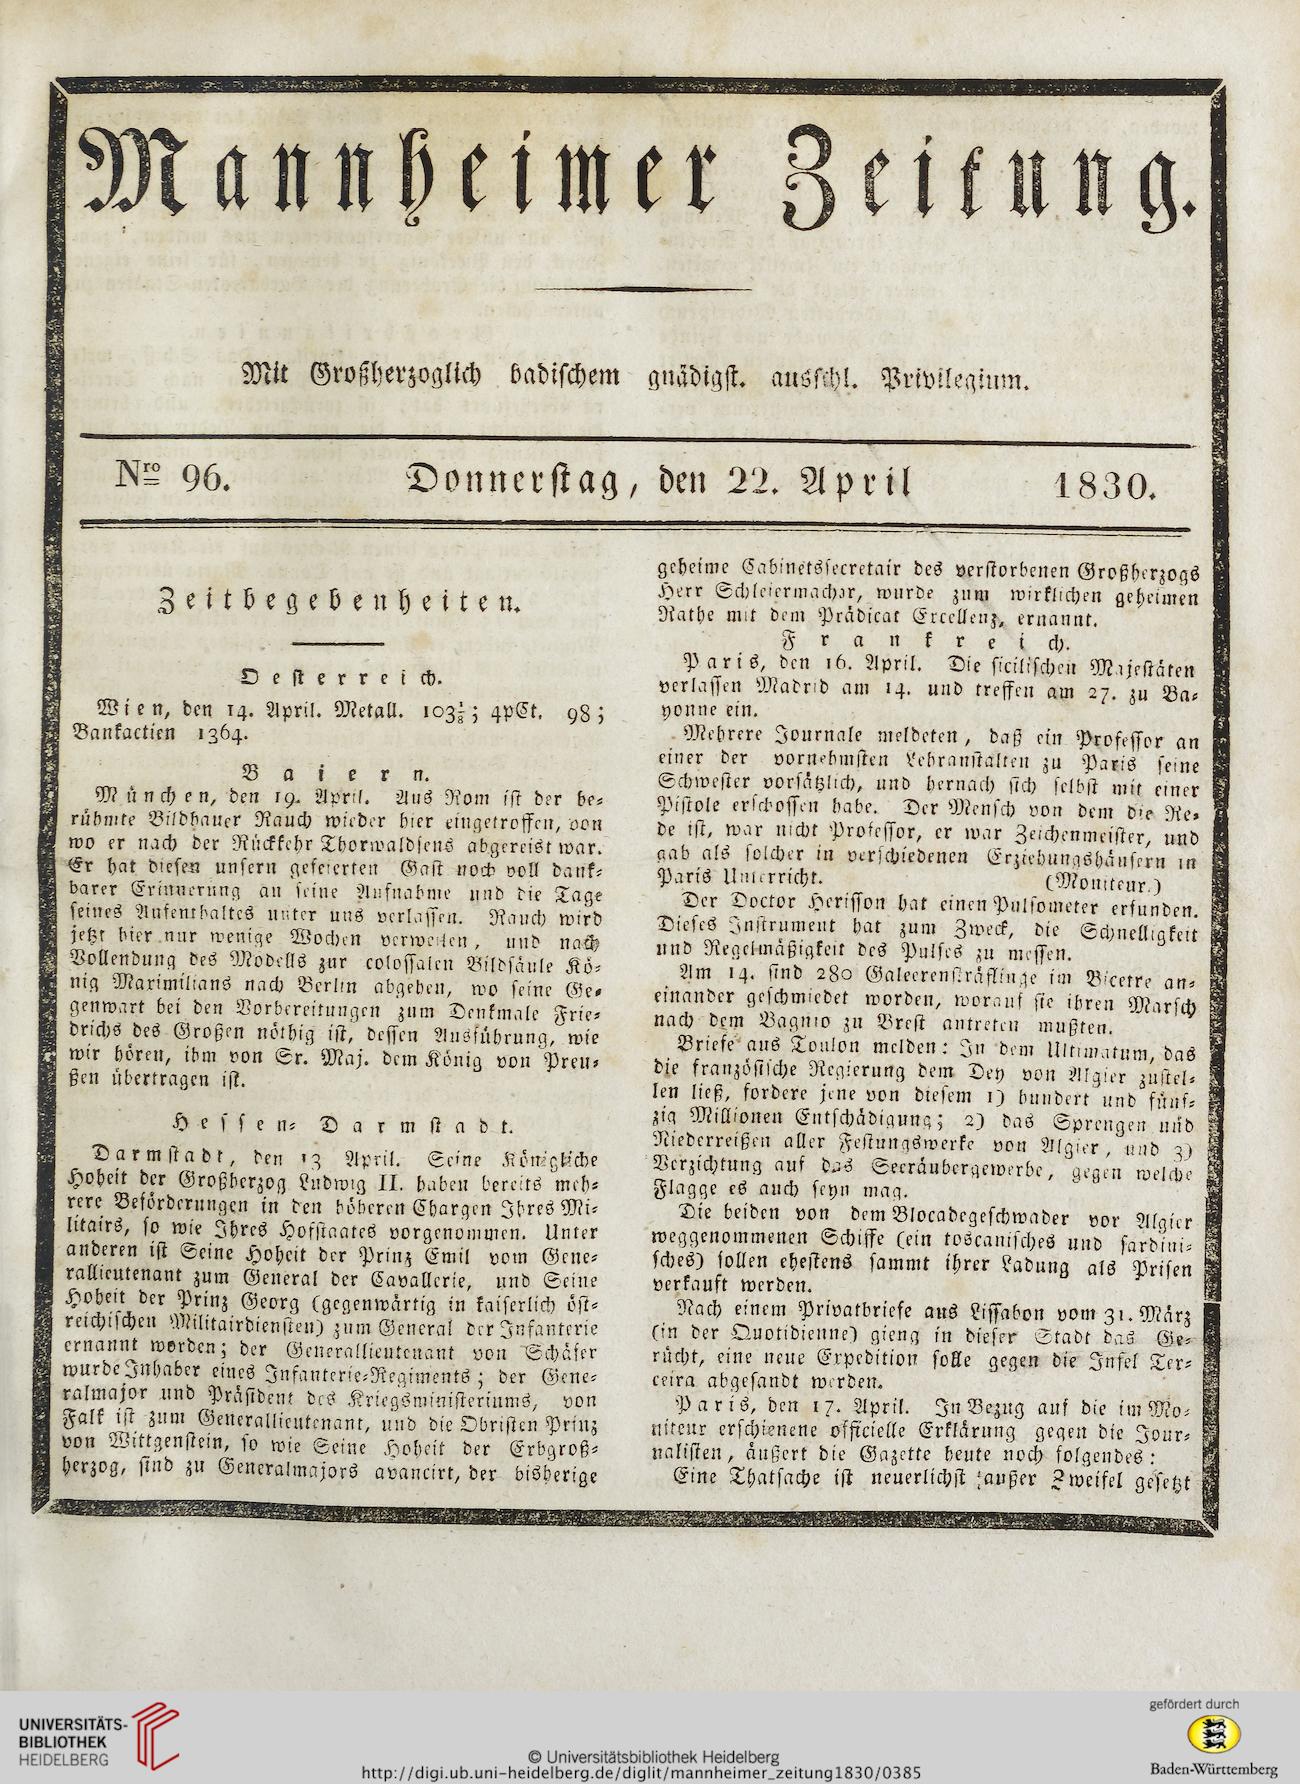 Mannheimer Zeitung.
Mit Großherzoglich badischem gnädigst. ausschl. Privilegium.
Nro 96. Donnerstag, den 22. April 1830.
Zeitbegebenheiten.
Oesterreich.
Wien, den 14. April. Metall. 103⅛; 4pCt. 98;
Bankactien 1364.
Baiern.
München, den 19. April. Aus Rom ist der be-
rühmte Bildhauer Rauch wieder hier eingetroffen, von
wo er nach der Rückkehr Thorwaldsens abgereist war.
Er hat diesen unsern gefeierten Gast noch voll dank-
barer Erinnerung an seine Aufnahme und die Tage
seines Aufenthaltes unter uns verlassen. Rauch wird
jetzt hier nur wenige Wochen verweilen, und nach
Vollendung des Modells zur colossalen Bildsäule Kö-
nig Maximilians nach Berlin abgehen, wo seine Ge-
genwart bei den Vorbereitungen zum Denkmale Frie-
drichs des Großen nöthig ist, dessen Ausführung, wie
wir hören, ihm von Sr. Maj. dem König von Preu-
ßen übertragen ist.
Hessen-Darmstadt.
Darmstadt, den 13 April. Seine Königliche
Hoheit der Großherzog Ludwig II. haben bereits meh-
rere Beförderungen in den höheren Chargen Ihres Mi-
litairs, so wie Ihres Hofstaates vorgenommen. Unter
anderen ist Seine Hoheit der Prinz Emil vom Gene-
rallieutenant zum General der Cavallerie, und Seine
Hoheit der Prinz Georg (gegenwärtig in kaiserlich öst-
reichischen Militairdiensten) zum General der Infanterie
ernannt worden; der Generallieutenant von Schäfer
wurde Inhaber eines Infanterie-Regiments; der Gene-
ralmajor und Präsident des Kriegsministeriums, von
Falk ist zum Generallieutenant, und die Obristen Prinz
von Wittgenstein, so wie Seine Hoheit der Erbgroß-
herzog, sind zu Generalmajors avancirt, der bisherige
geheime Cabinetssecretair des verstorbenen Großherzogs
Herr Schleiermacher, wurde zum wirklichen geheimen
Rathe mit dem Prädicat Excellenz, ernannt.
Frankreich.
Paris, den 16. April. Die sicilischen Majestäten
verlassen Madrid am 14. und treffen am 27. zu Ba-
yonne ein.
Mehrere Journale meldeten, daß ein Professor an
einer der vornehmsten Lehranstalten zu Paris seine
Schwester vorsätzlich, und hernach sich selbst mit einer
Pistole erschossen habe. Der Mensch von dem die Re-
de ist, war nicht Professor, er war Zeichenmeister, und
gab als solcher in verschiedenen Erziehungshäusern in
Paris Unterricht. (Moniteur.)
Der Doctor Herisson hat einen Pulsometer erfunden.
Dieses Instrument hat zum Zweck, die Schnelligkeit
und Regelmäßigkeit des Pulses zu messen.
Am 14. sind 280 Galeerensträflinge im Bicetre an-
einander geschmiedet worden, worauf sie ihren Marsch
nach dem Bagnio zu Brest antreten mußten.
Briefe aus Toulon melden: In dem Ultimatum, das
die französische Regierung dem Dey von Algier zustel-
len ließ, fordere jene von diesem 1) hundert und fünf-
zig Millionen Entschädigung; 2) das Sprengen und
Niederreißen aller Festungswerke von Algier, und 3)
Verzichtung auf das Seeräubergewerbe, gegen welche
Flagge es auch seyn mag.
Die beiden von dem Blocadegeschwader vor Algier
weggenommenen Schiffe (ein toscanisches und sardini-
sches) sollen ehestens sammt ihrer Ladung als Prisen
verkauft werden.
Nach einem Privatbriefe aus Lissabon vom 31. März
(in der Quotidienne) gieng in dieser Stadt das Ge-
rücht, eine neue Expedition solle gegen die Insel Ter-
ceira abgesandt werden.
Paris, den 17. April. In Bezug auf die im Mo-
niteur erschienene officielle Erklärung gegen die Jour-
nalisten, äußert die Gazette heute noch folgendes:
Eine Thatsache ist neuerlichst außer Zweifel gesetzt
UNIVERSITÄTS-
BIBLIOTHEK
HEIDELBERG
© Universitätsbibliothek Heidelberg
http://digi.ub.uni-heidelberg.de/diglit/mannheimer_zeitung1830/0385
gefördert durch
Baden-Württemberg